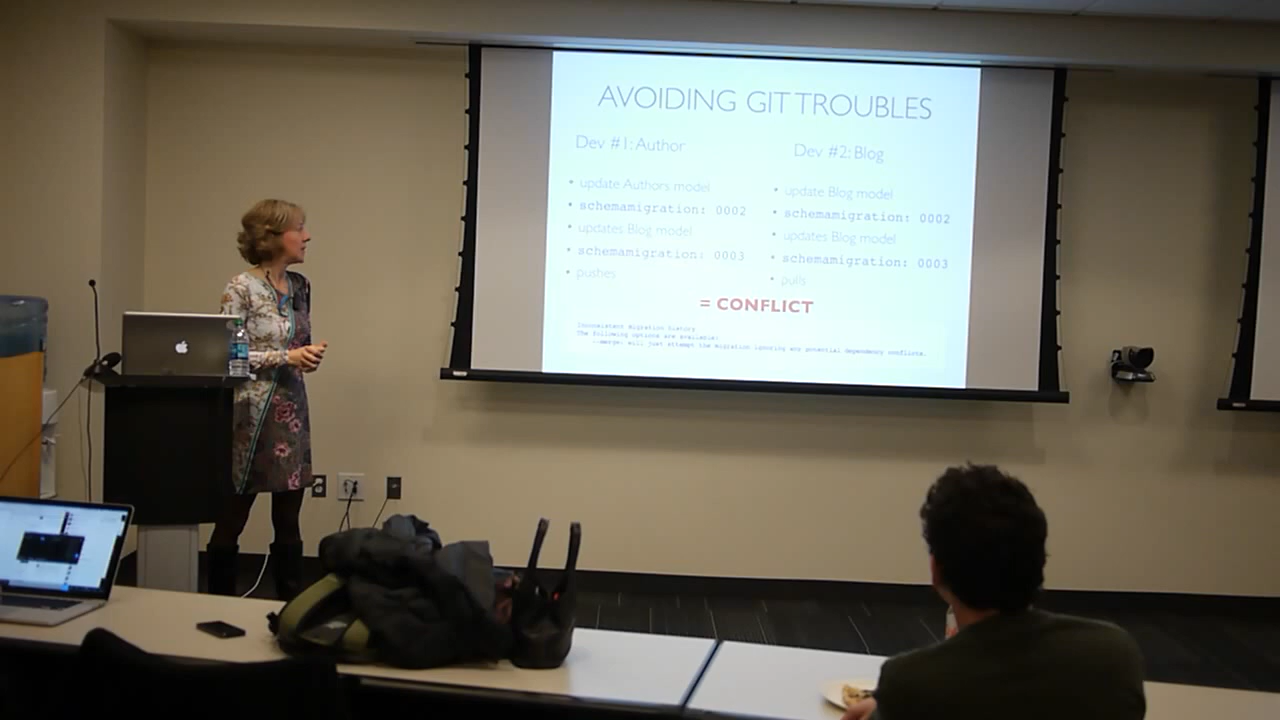 AVOIDING GIT TROUBLES
Dev #1: Author
• update Authors model
• schemamigration: 0002
• updates Blog model
• schemamigration: 0003
• pushes
Dev #2: Blog
• update Blog model
• schemamigration: 0002
• updates Blog model
• schemamigration: 0003
• pulls
= CONFLICT
Inconsistent migration history
The following options are available:
--merge: will just attempt the migration ignoring any potential dependency conflicts.